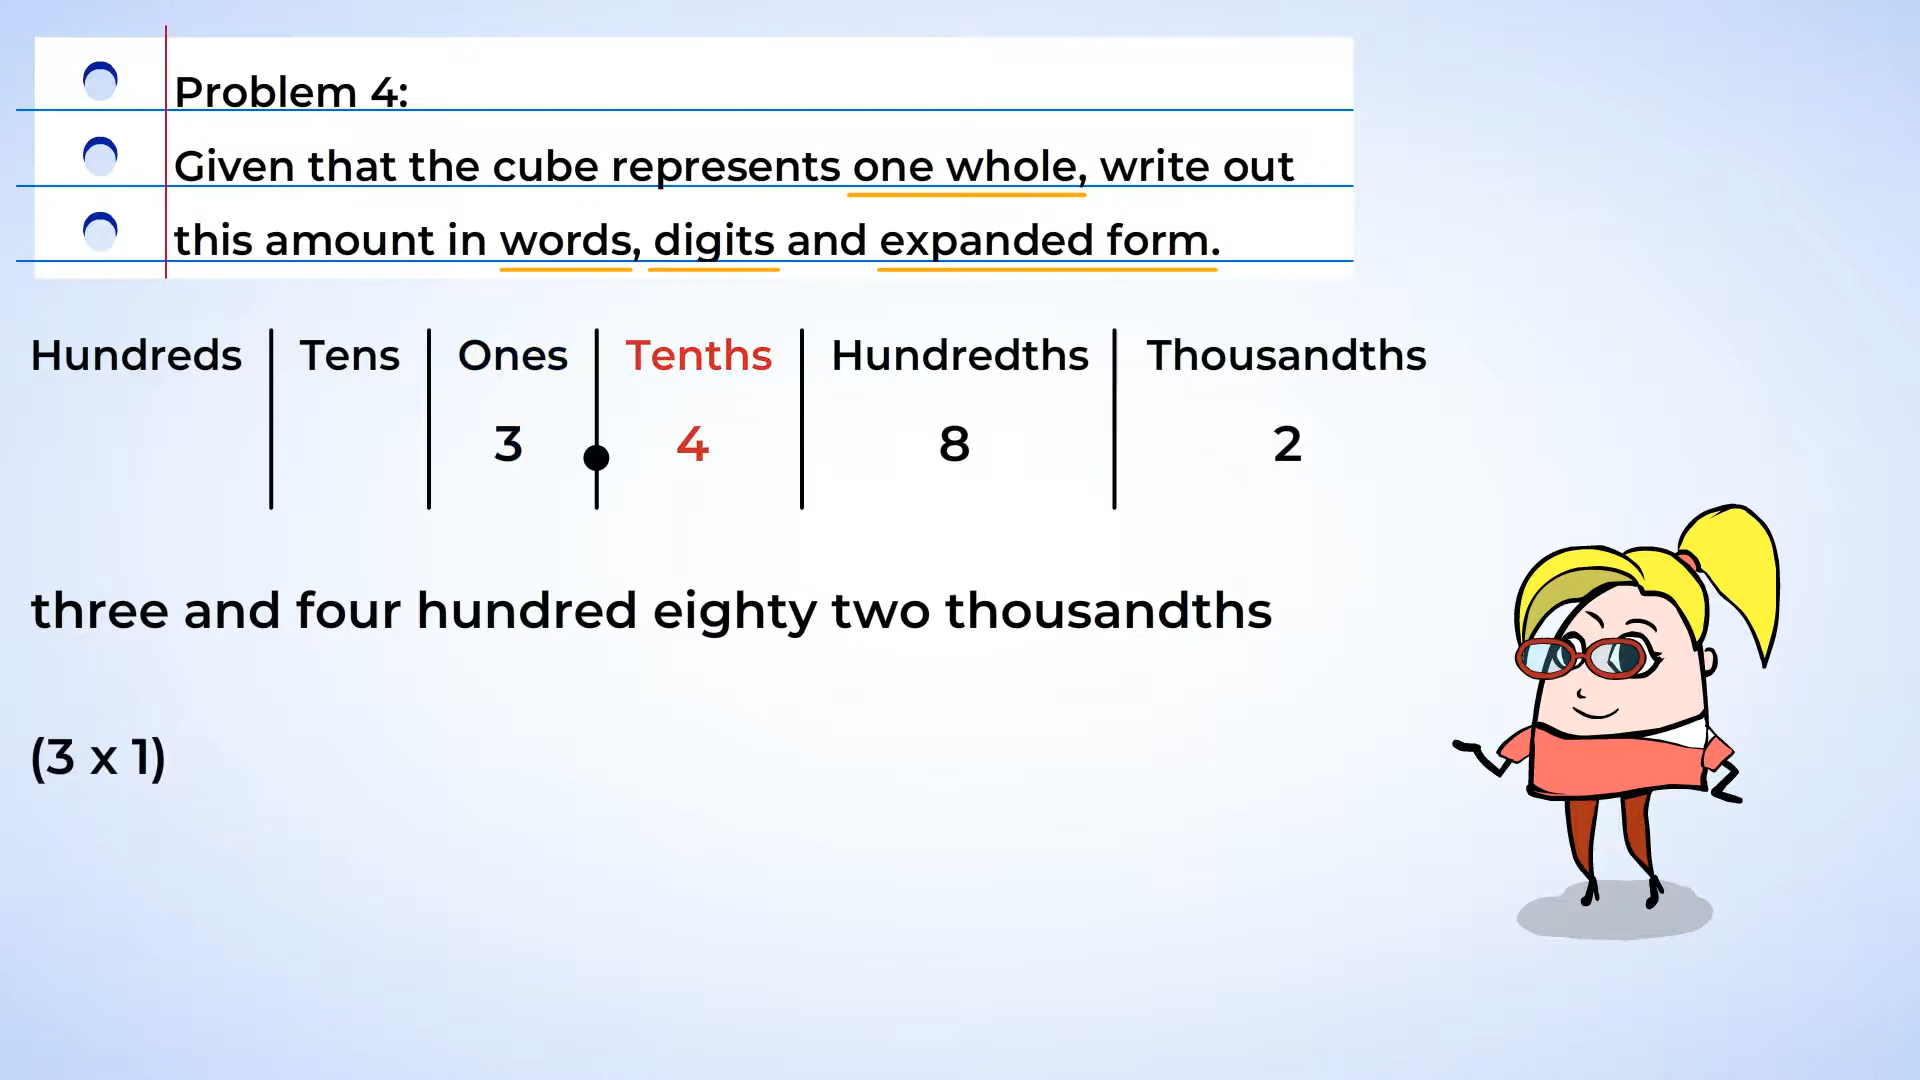 Problem 4:
Given that the cube represents one whole, write out
this amount in words, digits and expanded form.
Hundreds Tens Ones Tenths Hundredths Thousandths
3 . 4 8 2
three and four hundred eighty two thousandths
(3 x 1)